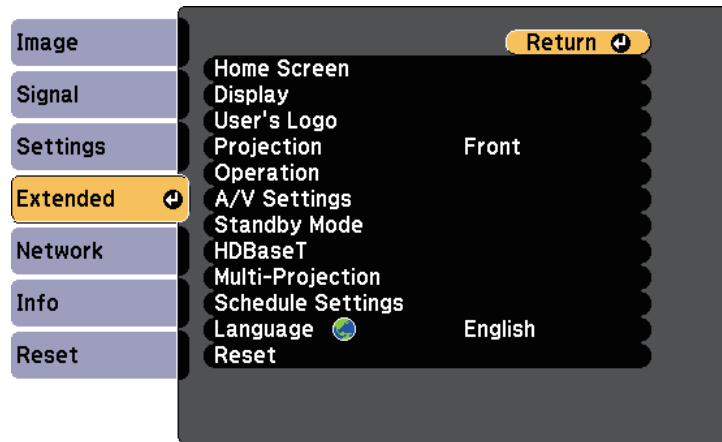 Image
Signal
Settings
Extended
Network
Info
Reset
Return
Home Screen
Display
User's Logo
Projection Front
Operation
A/V Settings
Standby Mode
HDBaseT
Multi-Projection
Schedule Settings
Language English
Reset